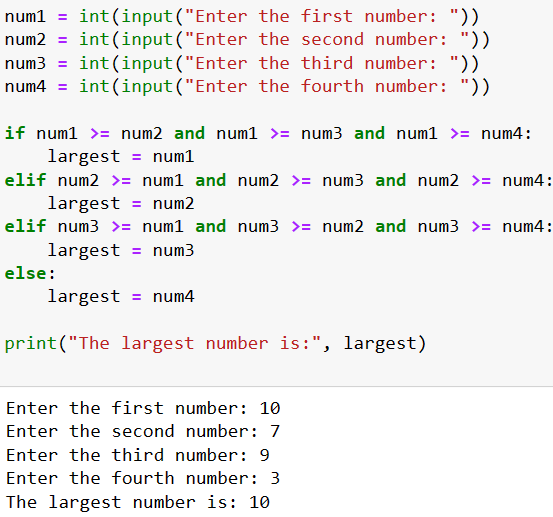 num1 = int(input("Enter the first number: "))
num2 = int(input("Enter the second number: "))
num3 = int(input("Enter the third number: "))
num4 = int(input("Enter the fourth number: "))

if num1 >= num2 and num1 >= num3 and num1 >= num4:
    largest = num1
elif num2 >= num1 and num2 >= num3 and num2 >= num4:
    largest = num2
elif num3 >= num1 and num3 >= num2 and num3 >= num4:
    largest = num3
else:
    largest = num4

print("The largest number is:", largest)

Enter the first number: 10
Enter the second number: 7
Enter the third number: 9
Enter the fourth number: 3
The largest number is: 10